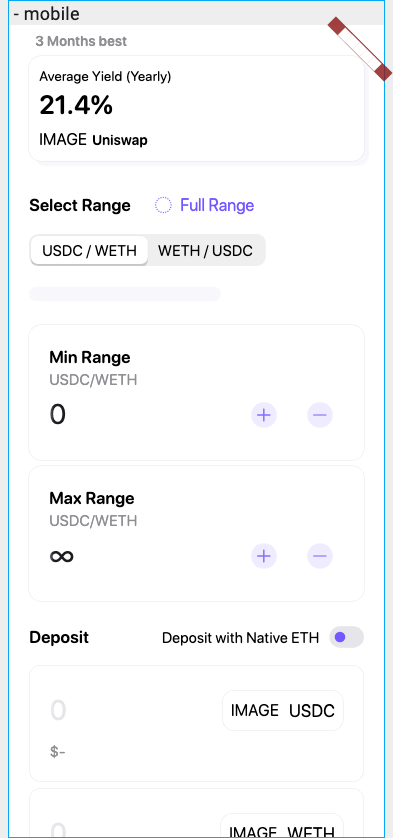 - mobile
3 Months best
Average Yield (Yearly)
21.4%
IMAGE Uniswap
Select Range Full Range
USDC / WETH WETH / USDC
Min Range
USDC/WETH
0
Max Range
USDC/WETH
∞
Deposit Deposit with Native ETH
0 IMAGE USDC
$-
0 IMAGE WETH